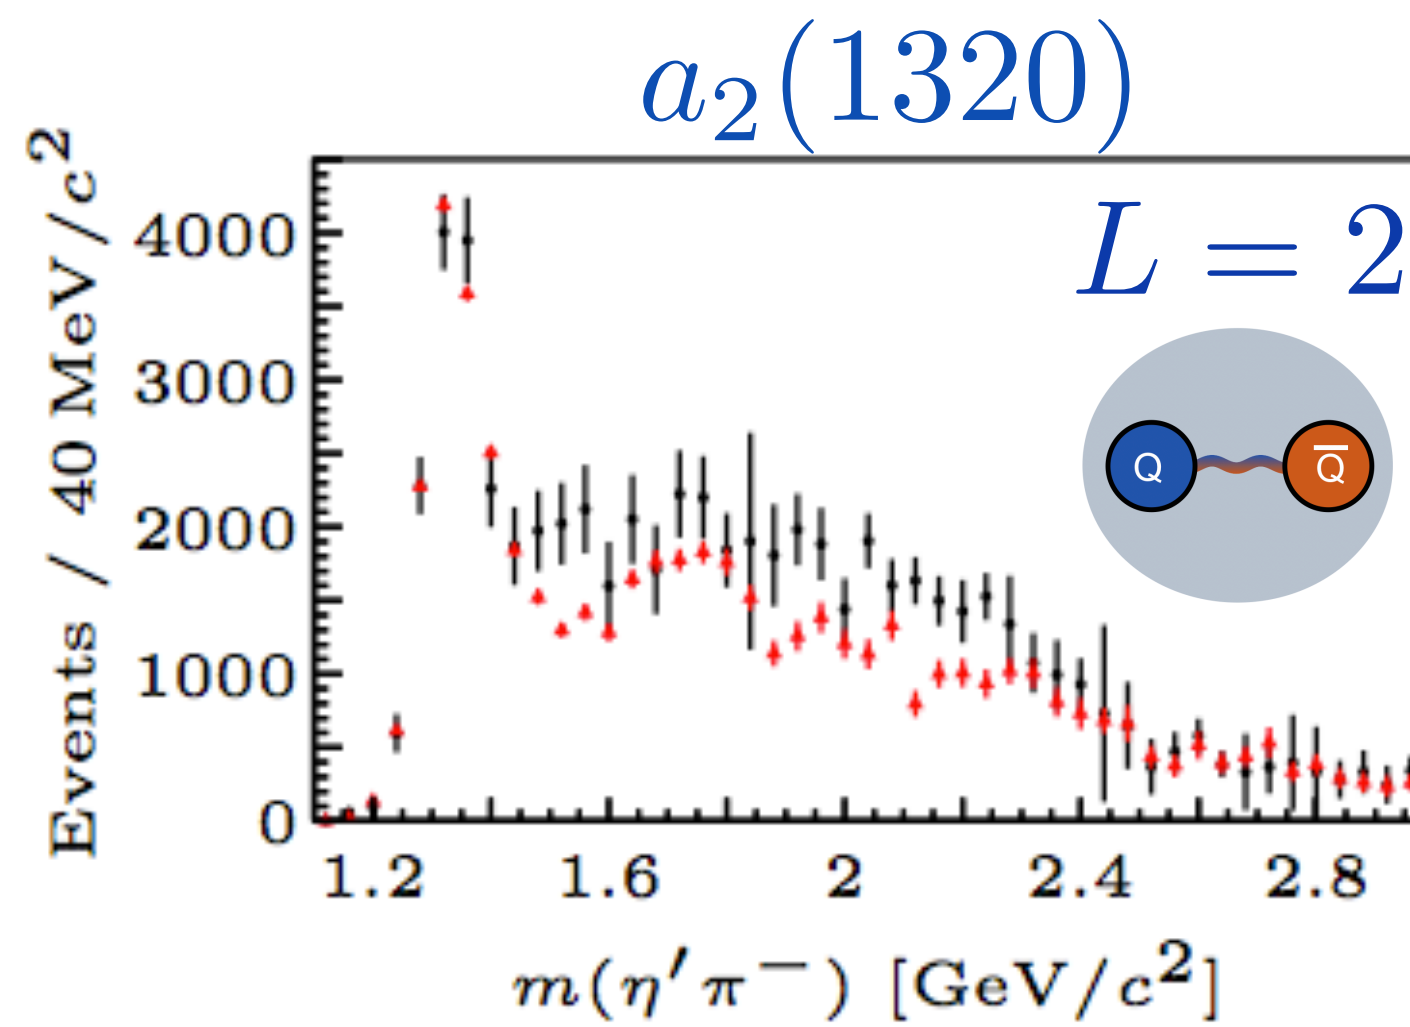 a₂(1320)
L = 2
Events / 40 MeV/c²
4000
3000
2000
1000
0
Q Q̅
1.2 1.6 2 2.4 2.8
m(η′π⁻) [GeV/c²]